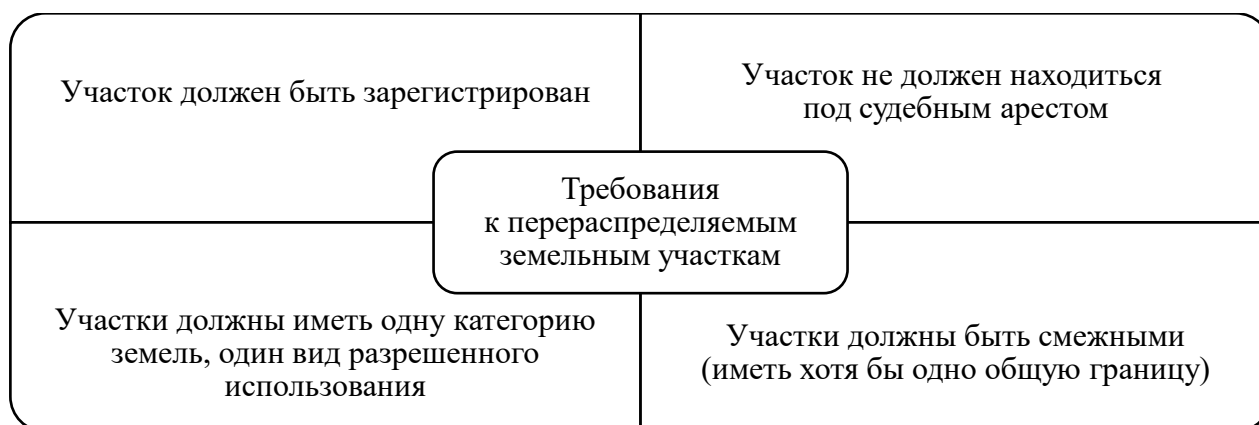 Участок должен быть зарегистрирован
Участок не должен находиться
под судебным арестом
Требования
к перераспределяемым
земельным участкам
Участки должны иметь одну категорию
земель, один вид разрешенного
использования
Участки должны быть смежными
(иметь хотя бы одно общую границу)